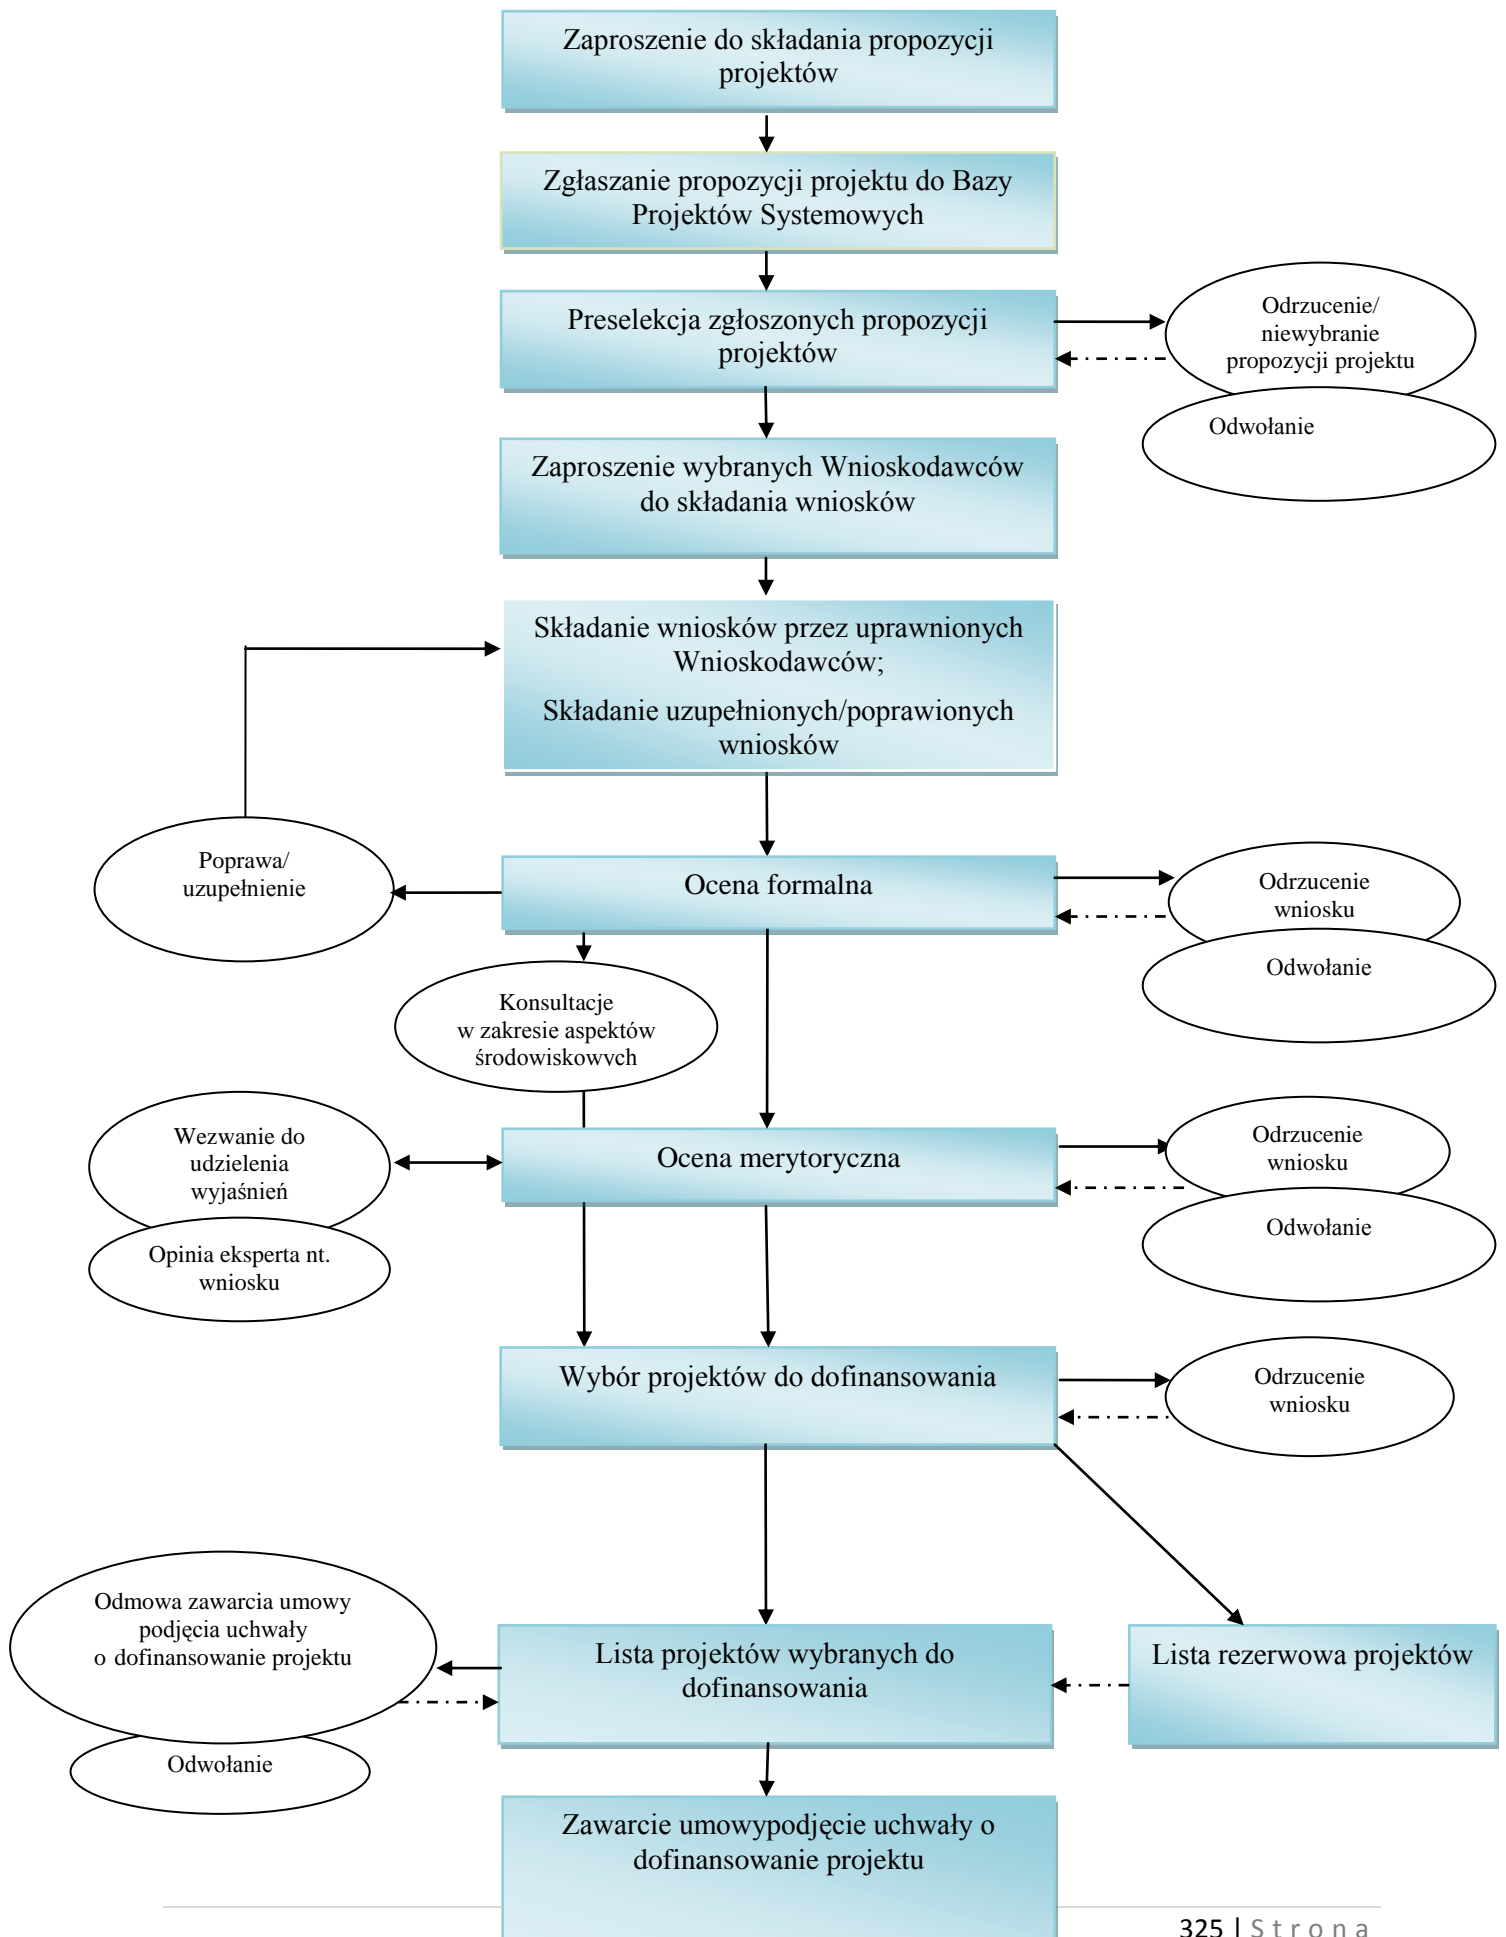 Zaproszenie do składania propozycji
projektów
Zgłaszanie propozycji projektu do Bazy
Projektów Systemowych
Preselekcja zgłoszonych propozycji
projektów
Odrzucenie/
niewybranie
propozycji projektu
Odwołanie
Zaproszenie wybranych Wnioskodawców
do składania wniosków
Składanie wniosków przez uprawnionych
Wnioskodawców;
Składanie uzupełnionych/poprawionych
wniosków
Poprawa/
uzupełnienie
Ocena formalna
Odrzucenie
wniosku
Odwołanie
Konsultacje
w zakresie aspektów
środowiskowych
Wezwanie do
udzielenia
wyjaśnień
Opinia eksperta nt.
wniosku
Ocena merytoryczna
Odrzucenie
wniosku
Odwołanie
Wybór projektów do dofinansowania
Odrzucenie
wniosku
Odmowa zawarcia umowy
podjęcia uchwały
o dofinansowanie projektu
Odwołanie
Lista projektów wybranych do
dofinansowania
Lista rezerwowa projektów
Zawarcie umowypodjęcie uchwały o
dofinansowanie projektu
325 | Strona